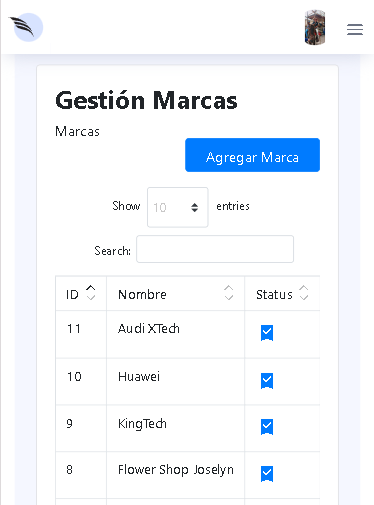 Gestión Marcas
Marcas
Agregar Marca
Show 10 entries
Search:
ID Nombre Status
11 Audi XTech
10 Huawei
9 KingTech
8 Flower Shop Joselyn